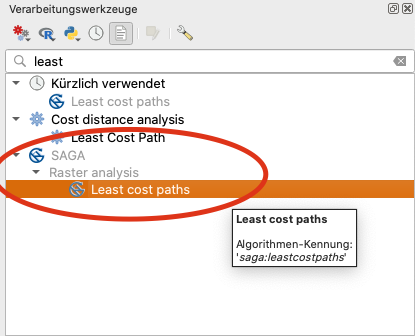 Verarbeitungswerkzeuge
least
Kürzlich verwendet
Least cost paths
Cost distance analysis
Least Cost Path
SAGA
Raster analysis
Least cost paths
Least cost paths
Algorithmen-Kennung:
'saga:leastcostpaths'